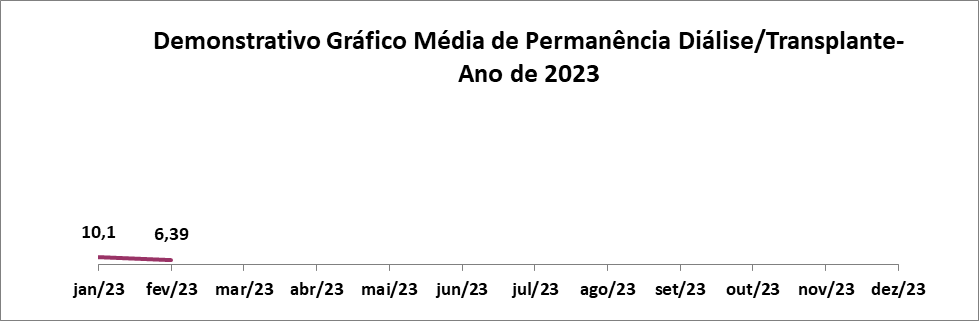 Demonstrativo Gráfico Média de Permanência Diálise/Transplante-
Ano de 2023
10,1 6,39
jan/23 fev/23 mar/23 abr/23 mai/23 jun/23 jul/23 ago/23 set/23 out/23 nov/23 dez/23